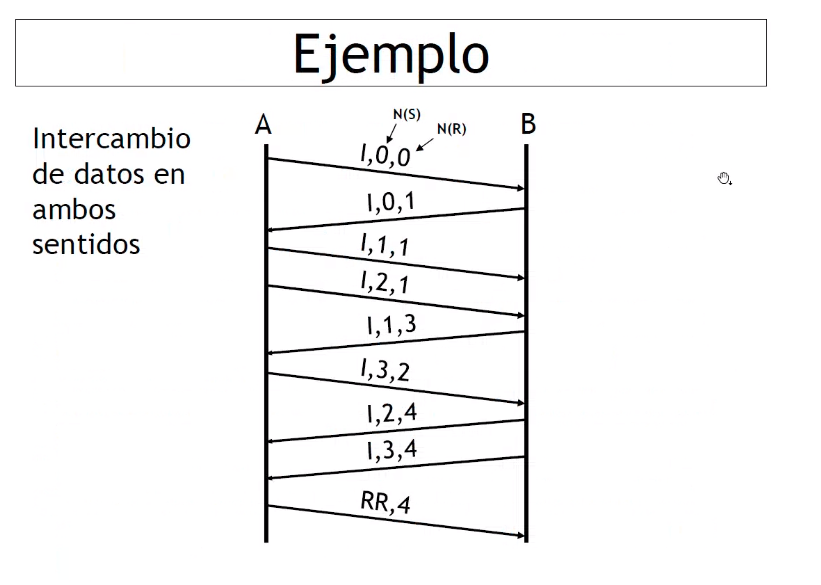 Ejemplo
Intercambio
de datos en
ambos
sentidos
A
N(S)
N(R)
B
I,0,0
I,0,1
I,1,1
I,2,1
I,1,3
I,3,2
I,2,4
I,3,4
RR,4